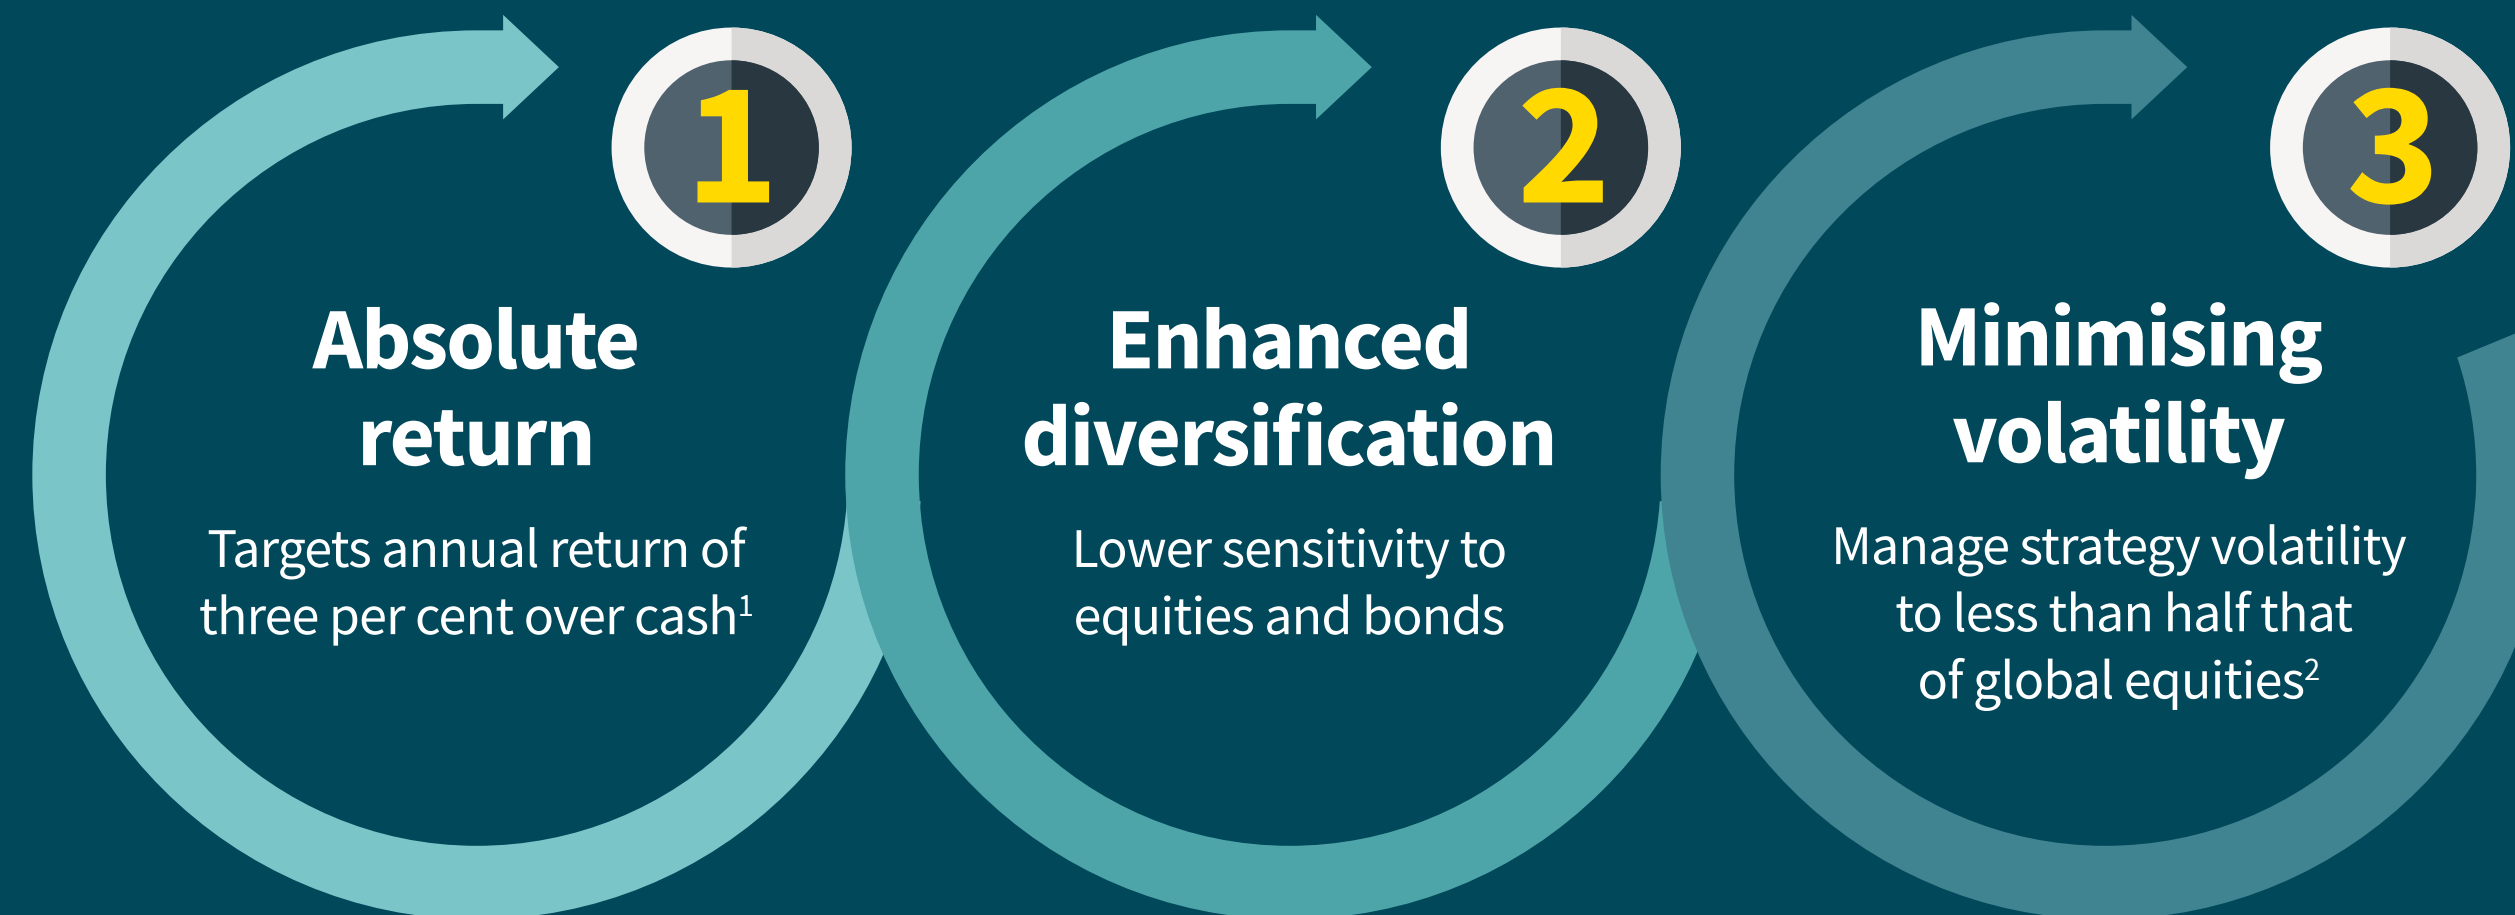 1
Absolute
return
Targets annual return of
three per cent over cash¹
2
Enhanced
diversification
Lower sensitivity to
equities and bonds
3
Minimising
volatility
Manage strategy volatility
to less than half that
of global equities²